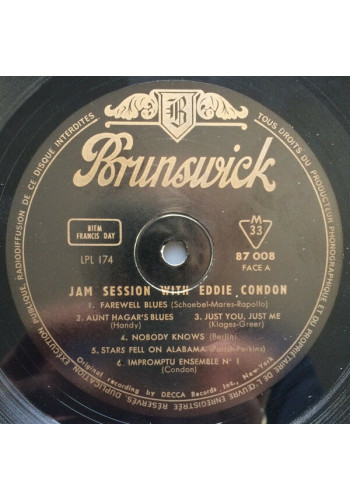 B
Brunswick
BIEM
FRANCIS DAY
LPL 174
M
33
87 008
FACE A
JAM SESSION WITH EDDIE CONDON
1. FAREWELL BLUES (Schoebel-Mares-Rapollo)
2. AUNT HAGAR'S BLUES
(Handy)
3. JUST YOU, JUST ME
(Klages-Greer)
4. NOBODY KNOWS (Berlin)
5. STARS FELL ON ALABAMA (Parish-Perkins)
6. IMPROMPTU ENSEMBLE N° 1
(Condon)
Original recording by DECCA Records Inc., New-York
TOUS DROITS DU PRODUCTEUR PHONOGRAPHIQUE ET DU PROPRIÉTAIRE DE L'ŒUVRE ENREGISTRÉE RÉSERVÉS. DUPLICATION, EXÉCUTION PUBLIQUE, RADIODIFFUSION DE CE DISQUE INTERDITES